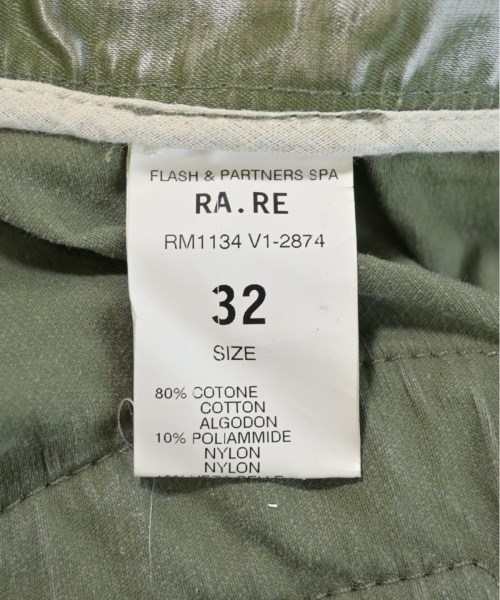 FLASH & PARTNERS SPA
RA.RE
RM1134 V1-2874
32
SIZE
80% COTONE
COTTON
ALGODON
10% POLIAMMIDE
NYLON
NYLON